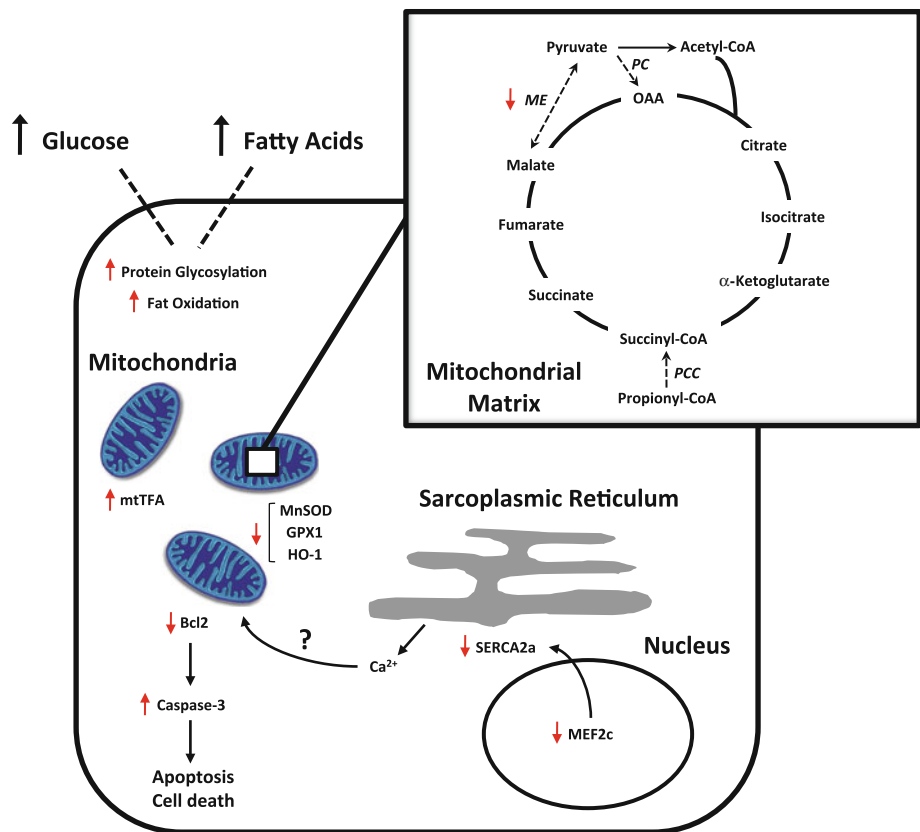 Pyruvate
Acetyl-CoA
PC
ME
OAA
Citrate
Malate
Isocitrate
Fumarate
α-Ketoglutarate
Succinate
Succinyl-CoA
PCC
Propionyl-CoA
Mitochondrial
Matrix
Glucose
Fatty Acids
Protein Glycosylation
Fat Oxidation
Mitochondria
mtTFA
MnSOD
GPX1
HO-1
Sarcoplasmic Reticulum
Bcl2
?
Ca²⁺
SERCA2a
Nucleus
Caspase-3
MEF2c
Apoptosis
Cell death